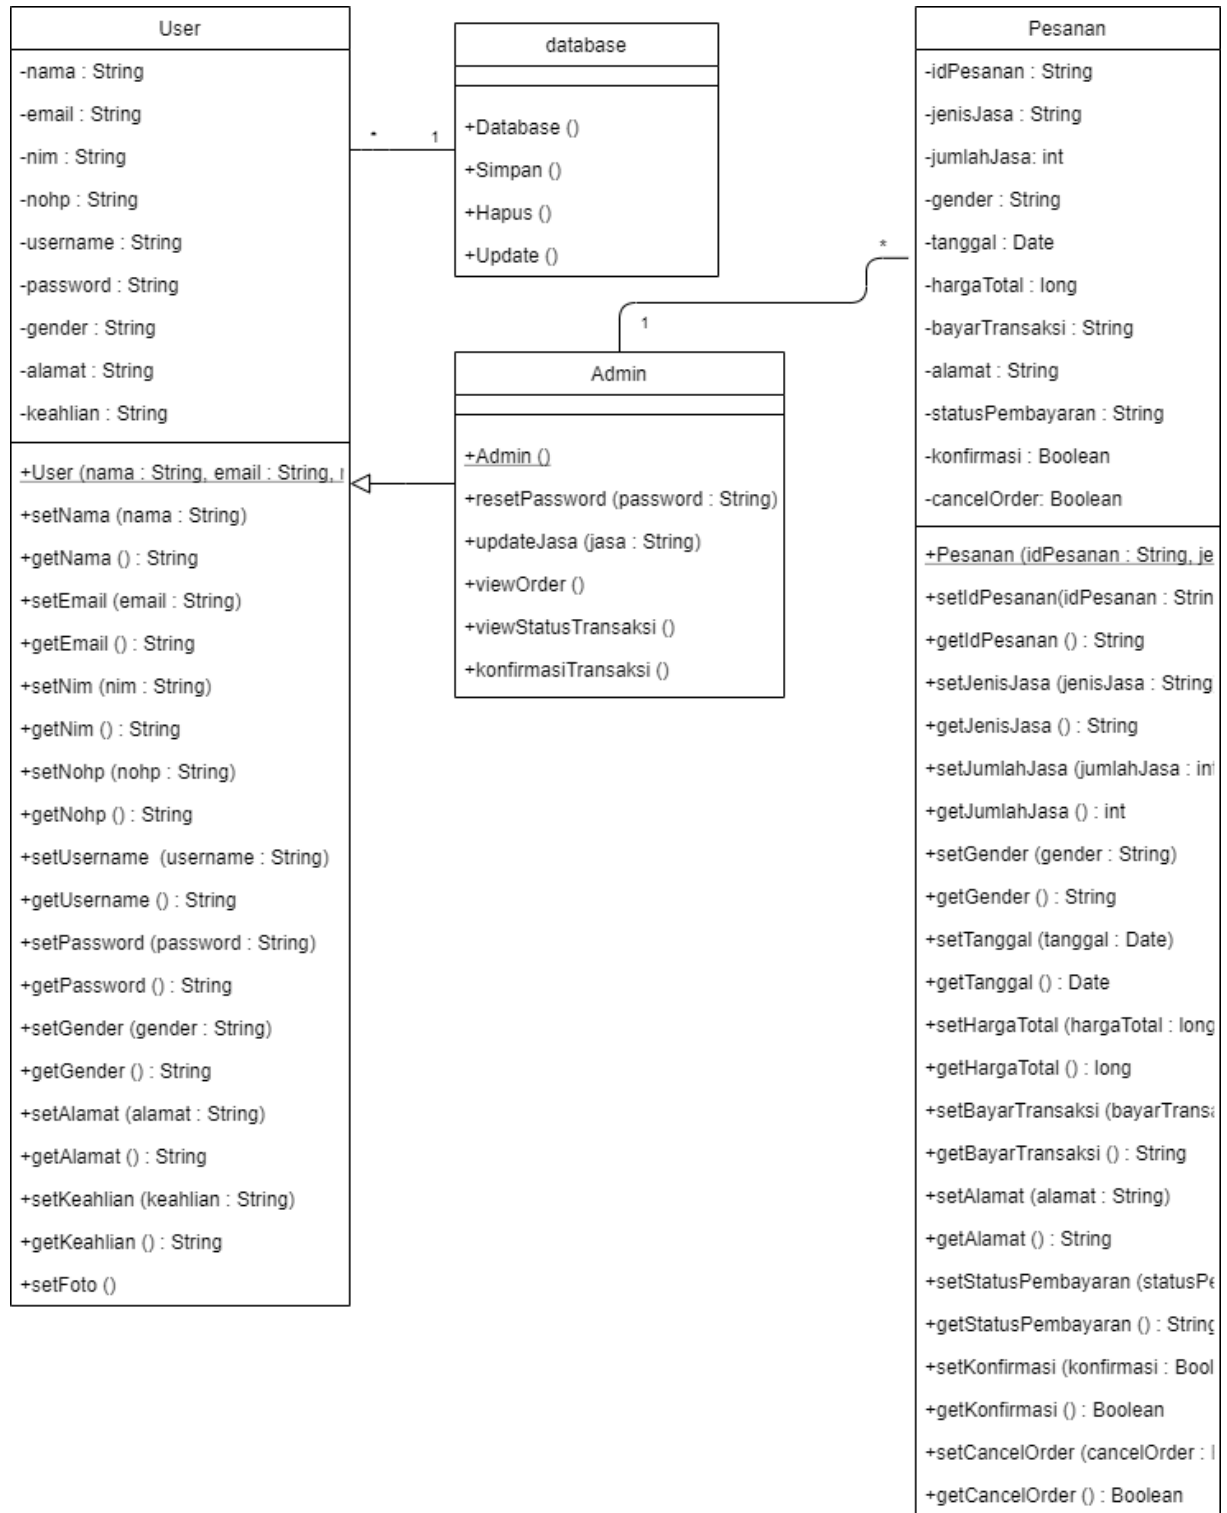 User
-nama : String
-email : String
-nim : String
-nohp : String
-username : String
-password : String
-gender : String
-alamat : String
-keahlian : String
+User (nama : String, email : String,
+setNama (nama : String)
+getNama () : String
+setEmail (email : String)
+getEmail () : String
+setNim (nim : String)
+getNim () : String
+setNohp (nohp : String)
+getNohp () : String
+setUsername (username : String)
+getUsername () : String
+setPassword (password : String)
+getPassword () : String
+setGender (gender : String)
+getGender () : String
+setAlamat (alamat : String)
+getAlamat () : String
+setKeahlian (keahlian : String)
+getKeahlian () : String
+setFoto ()
* 1
database
+Database ()
+Simpan ()
+Hapus ()
+Update ()
*
1
Admin
+Admin ()
+resetPassword (password : String)
+updateJasa (jasa : String)
+viewOrder ()
+viewStatusTransaksi ()
+konfirmasiTransaksi ()
Pesanan
-idPesanan : String
-jenisJasa : String
-jumlahJasa: int
-gender : String
-tanggal : Date
-hargaTotal : long
-bayarTransaksi : String
-alamat : String
-statusPembayaran : String
-konfirmasi : Boolean
-cancelOrder: Boolean
+Pesanan (idPesanan : String, je
+setIdPesanan(idPesanan : Strin
+getIdPesanan () : String
+setJenisJasa (jenisJasa : String
+getJenisJasa () : String
+setJumlahJasa (jumlahJasa : int
+getJumlahJasa () : int
+setGender (gender : String)
+getGender () : String
+setTanggal (tanggal : Date)
+getTanggal () : Date
+setHargaTotal (hargaTotal : long
+getHargaTotal () : long
+setBayarTransaksi (bayarTransa
+getBayarTransaksi () : String
+setAlamat (alamat : String)
+getAlamat () : String
+setStatusPembayaran (statusPe
+getStatusPembayaran () : String
+setKonfirmasi (konfirmasi : Bool
+getKonfirmasi () : Boolean
+setCancelOrder (cancelOrder :
+getCancelOrder () : Boolean